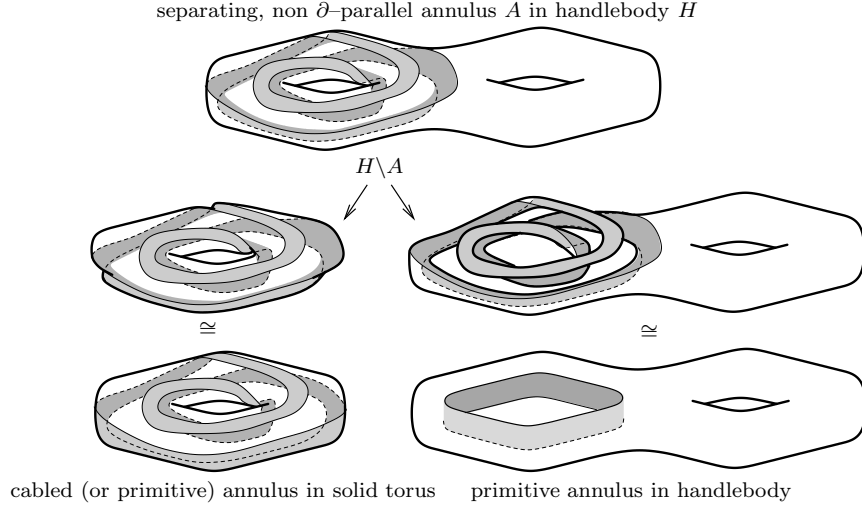 separating, non ∂–parallel annulus A in handlebody H
H\A
≅ ≅
cabled (or primitive) annulus in solid torus primitive annulus in handlebody